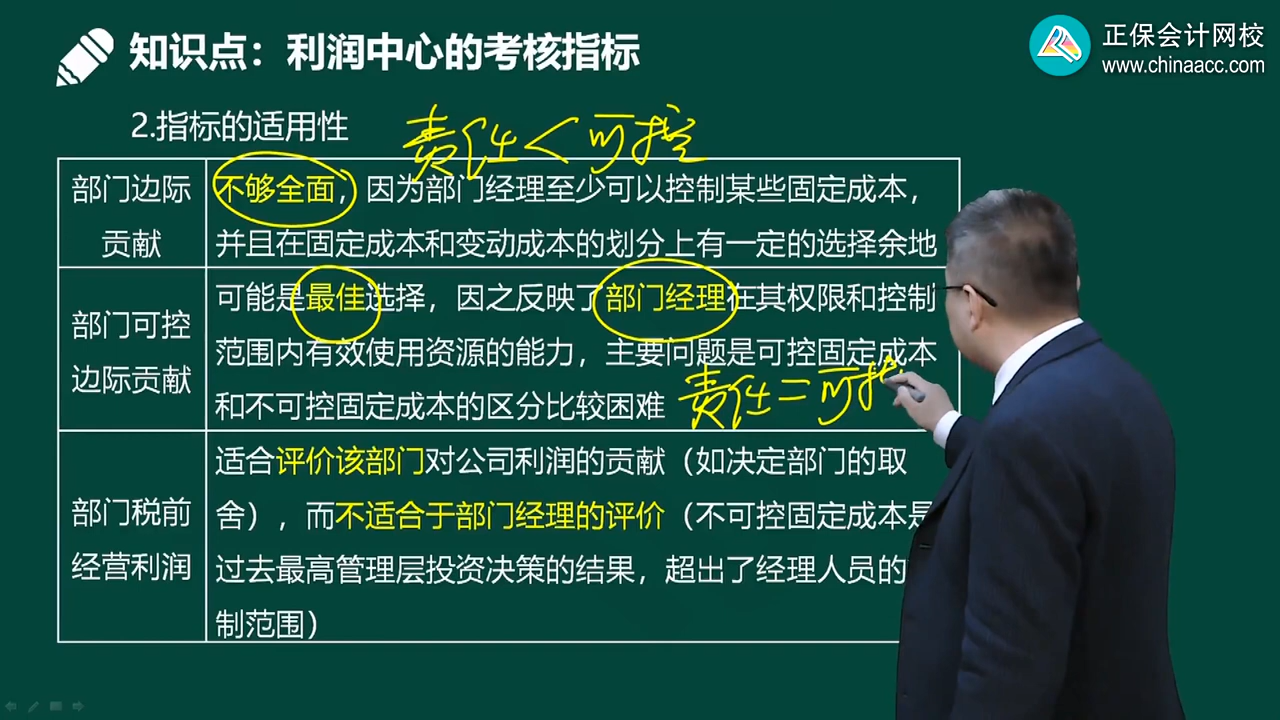 知识点：利润中心的考核指标
正保会计网校
www.chinaacc.com
2.指标的适用性
责任<可控
部门边际
贡献
不够全面，因为部门经理至少可以控制某些固定成本，
并且在固定成本和变动成本的划分上有一定的选择余地
部门可控
边际贡献
可能是最佳选择，因之反映了部门经理在其权限和控制
范围内有效使用资源的能力，主要问题是可控固定成本
和不可控固定成本的区分比较困难
责任=可控
部门税前
经营利润
适合评价该部门对公司利润的贡献（如决定部门的取
舍），而不适合于部门经理的评价（不可控固定成本是
过去最高管理层投资决策的结果，超出了经理人员的
制范围）